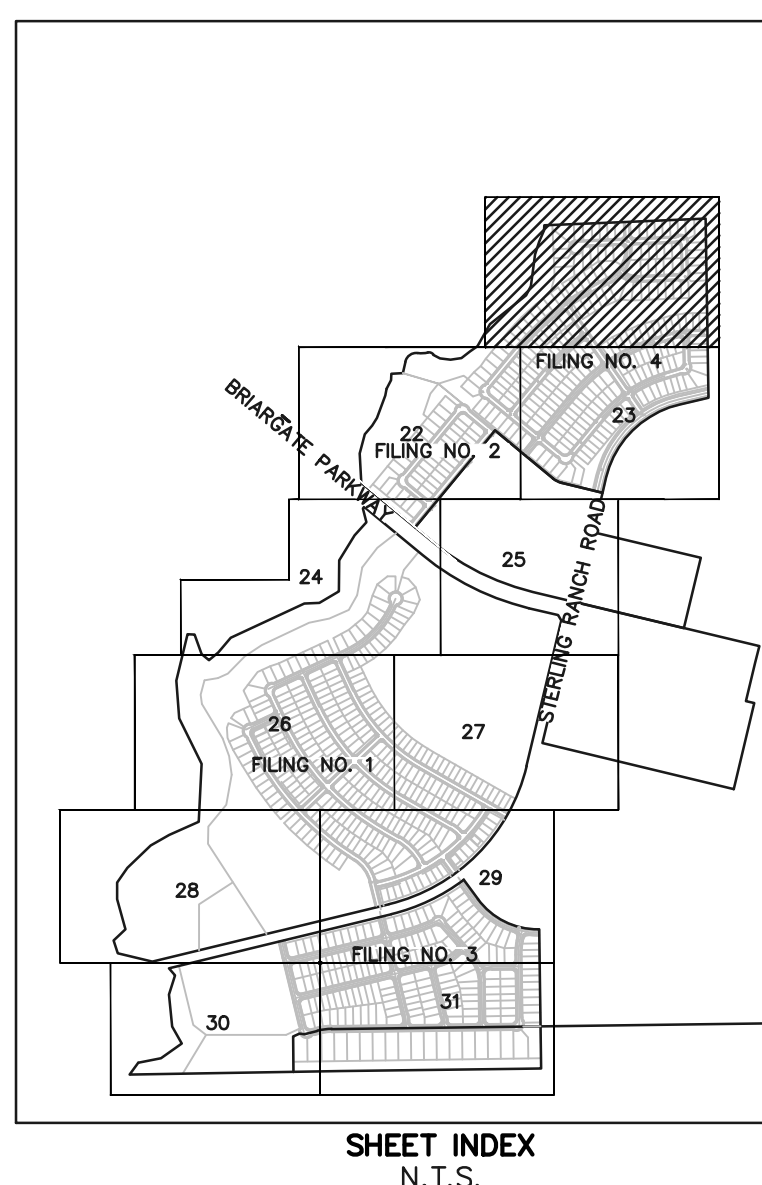 FILING NO. 4
23
BRIARGATE PARKWAY
22
FILING NO. 2
25
24
STERLING RANCH ROAD
26
27
FILING NO. 1
28
29
FILING NO. 3
31
30
SHEET INDEX
N.T.S.